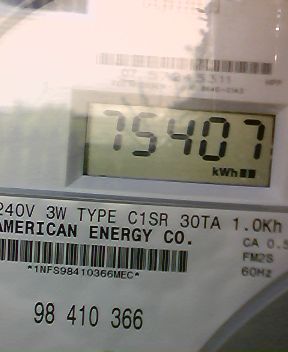 75407
kWh
240V 3W TYPE C1SR 30TA 1.0Kh
AMERICAN ENERGY CO.
CA 0.5
FM2S
60Hz
*1NFS98410366MEC*
98 410 366